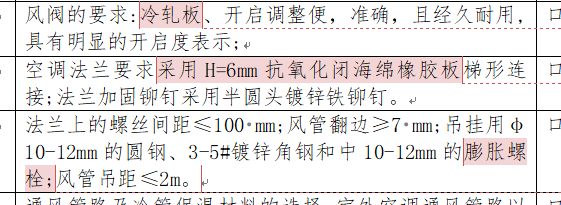 风阀的要求:冷轧板、开启调整便，准确，且经久耐用，
具有明显的开启度表示;
空调法兰要求采用 H=6mm 抗氧化闭海绵橡胶板梯形连
接;法兰加固铆钉采用半圆头镀锌铁铆钉。
法兰上的螺丝间距≤100 mm;风管翻边≥7 mm;吊挂用φ
10-12mm 的圆钢、3-5#镀锌角钢和中 10-12mm 的膨胀螺
栓;风管吊距≤2m。